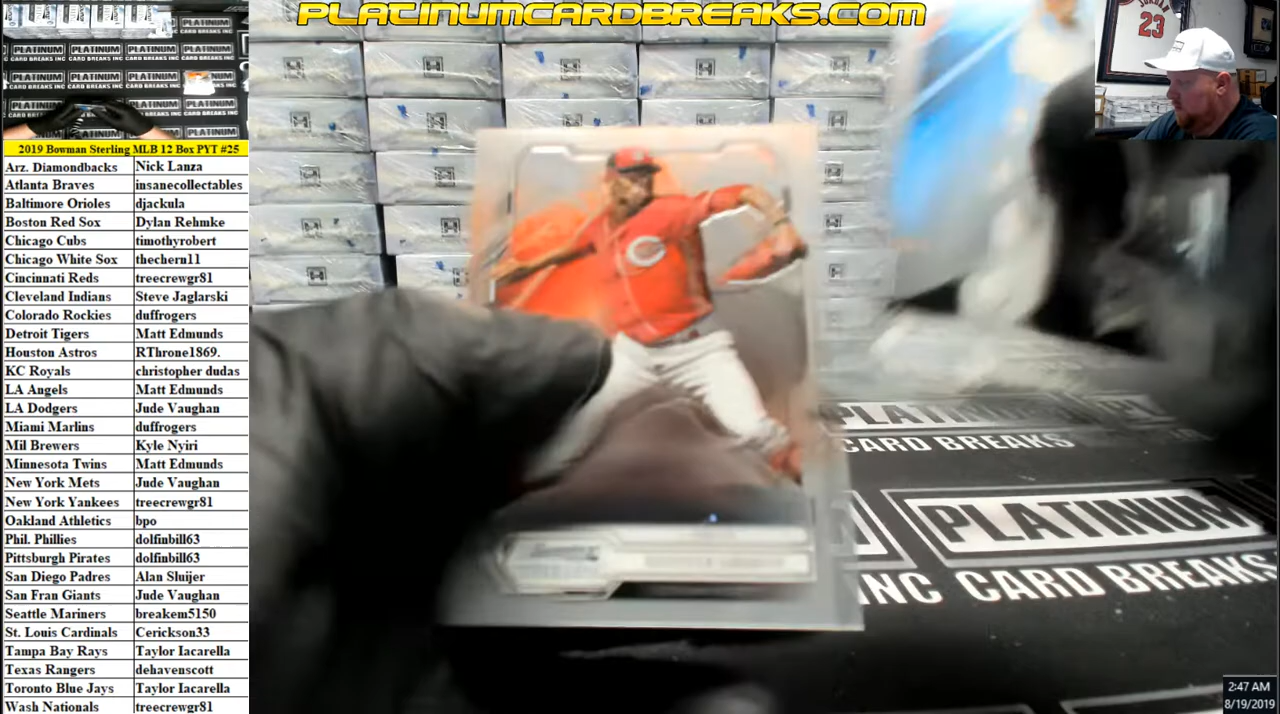 PLATINUMCARDBREAKS.COM
JORDAN
23
2019 Bowman Sterling MLB 12 Box PYT #25
Arz. Diamondbacks Nick Lanza
Atlanta Braves insanecollectables
Baltimore Orioles djackula
Boston Red Sox Dylan Rehmke
Chicago Cubs timothyrobert
Chicago White Sox thechern11
Cincinnati Reds treecrewgr81
Cleveland Indians Steve Jaglarski
Colorado Rockies duffrogers
Detroit Tigers Matt Edmunds
Houston Astros RThrone1869.
KC Royals christopher dudas
LA Angels Matt Edmunds
LA Dodgers Jude Vaughan
Miami Marlins duffrogers
Mil Brewers Kyle Nyiri
Minnesota Twins Matt Edmunds
New York Mets Jude Vaughan
New York Yankees treecrewgr81
Oakland Athletics bpo
Phil. Phillies dolfinbill63
Pittsburgh Pirates dolfinbill63
San Diego Padres Alan Sluijer
San Fran Giants Jude Vaughan
Seattle Mariners breakem5150
St. Louis Cardinals Cerickson33
Tampa Bay Rays Taylor Iacarella
Texas Rangers dehavenscott
Toronto Blue Jays Taylor Iacarella
Wash Nationals treecrewgr81
C
PLATINUM
CARD BREAKS
PLATINUM
INC CARD BREAKS
2:47 AM
8/19/2019